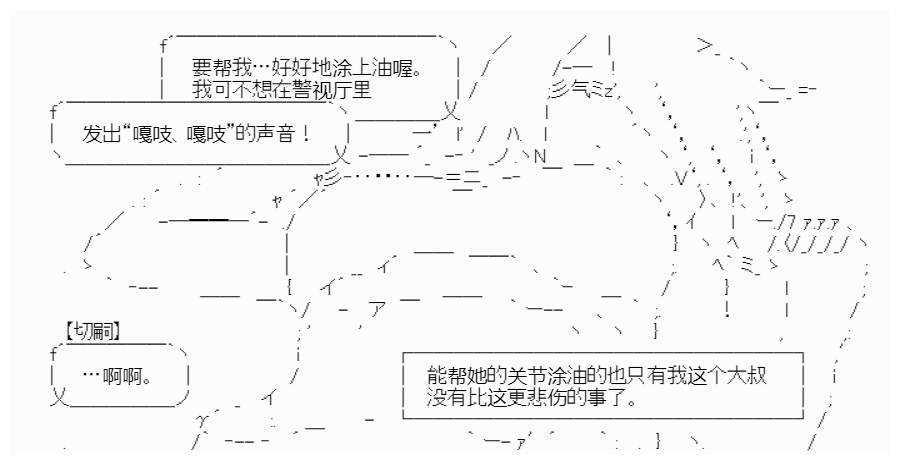 要帮我…好好地涂上油喔。
我可不想在警视厅里
发出“嘎吱、嘎吱”的声音！
【切嗣】
…啊啊。
能帮她的关节涂油的也只有我这个大叔
没有比这更悲伤的事了。